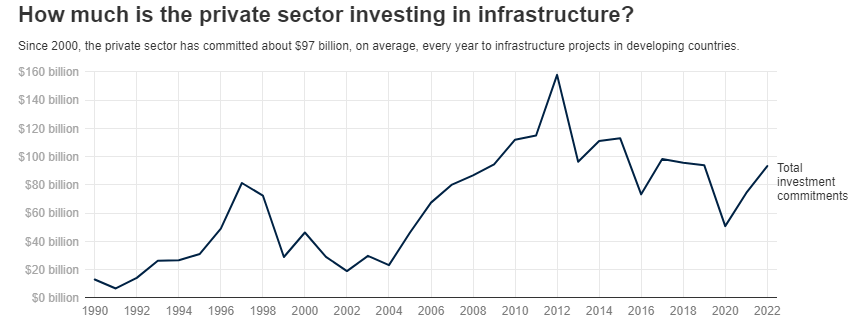 How much is the private sector investing in infrastructure?
Since 2000, the private sector has committed about $97 billion, on average, every year to infrastructure projects in developing countries.
$160 billion
$140 billion
$120 billion
$100 billion
$80 billion
$60 billion
$40 billion
$20 billion
$0 billion
Total
investment
commitments
1990 1992 1994 1996 1998 2000 2002 2004 2006 2008 2010 2012 2014 2016 2018 2020 2022